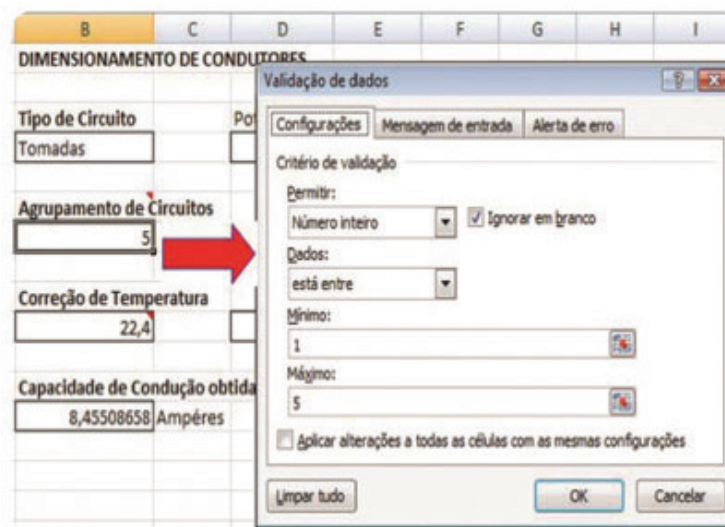 B C D E F G H I
DIMENSIONAMENTO DE CONDUTORES
Tipo de Circuito
Tomadas
Agrupamento de Circuitos
5
Correção de Temperatura
22,4
Capacidade de Condução obtida
8,45508658 Ampéres
Validação de dados
Configurações Mensagem de entrada Alerta de erro
Critério de validação
Permitir:
Número inteiro Ignorar em branco
Dados:
está entre
Mínimo:
1
Máximo:
5
Aplicar alterações a todas as células com as mesmas configurações
Limpar tudo OK Cancelar